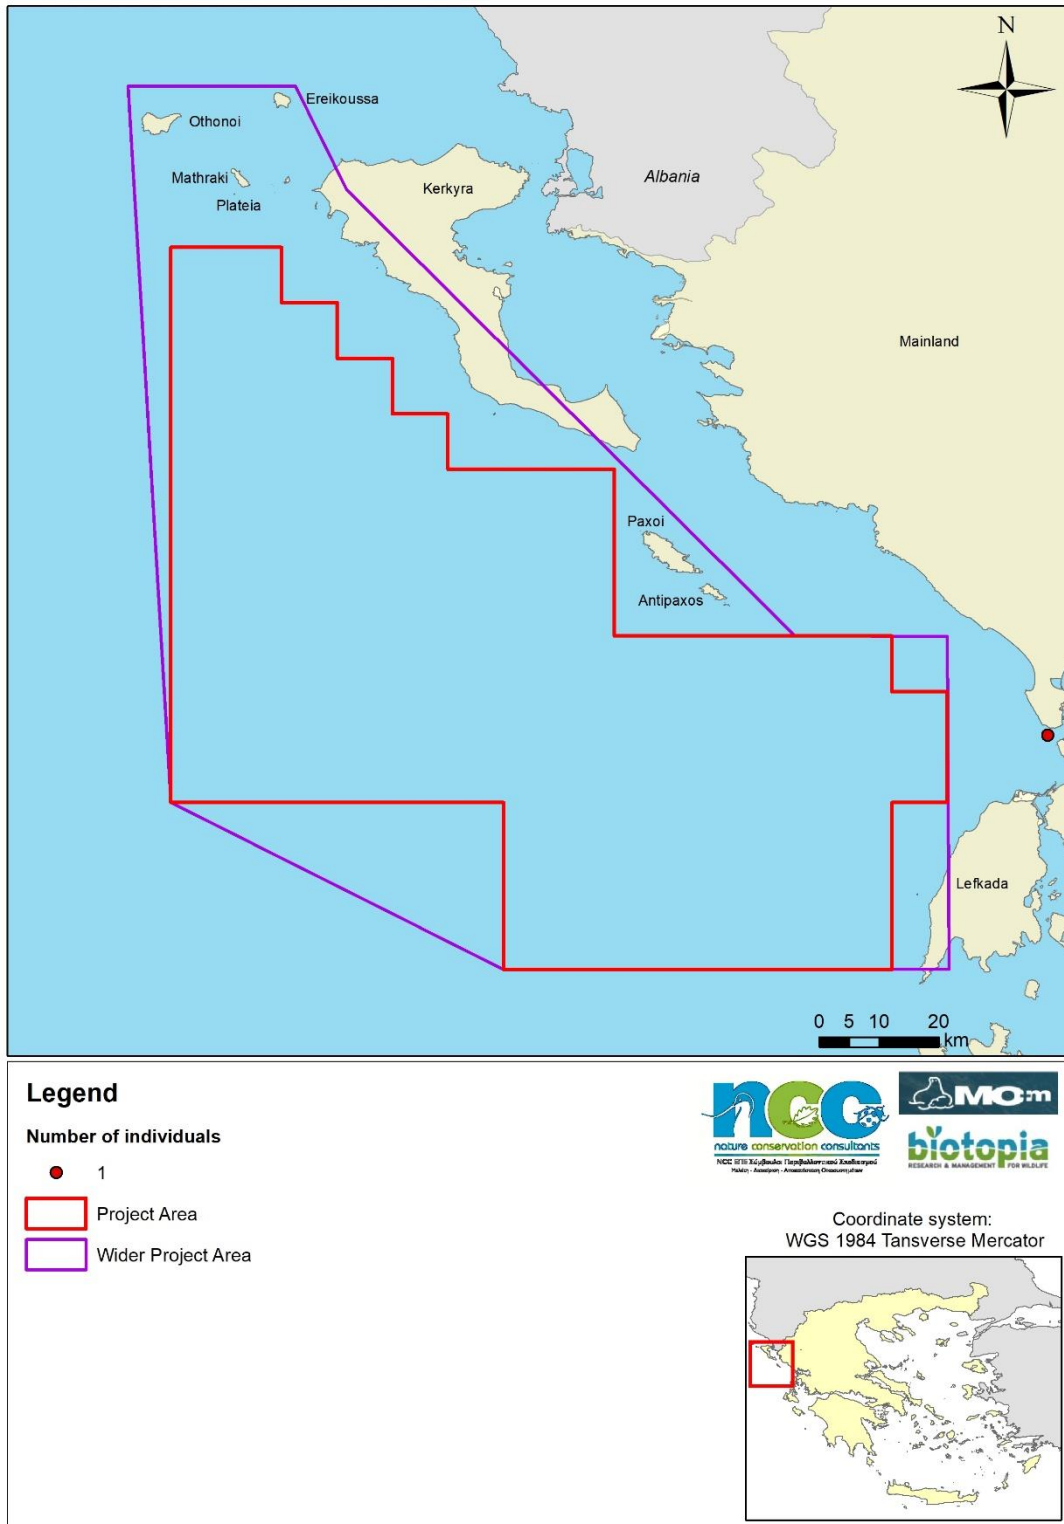 N
Ereikoussa
Othonoi
Mathraki
Plateia
Kerkyra
Albania
Mainland
Paxoi
Antipaxos
Lefkada
0 5 10 20
km
Legend
Number of individuals
1
Project Area
Wider Project Area
ncc
nature conservation consultants
MOm
biotopia
RESEARCH & MANAGEMENT FOR WILDLIFE
Coordinate system:
WGS 1984 Tansverse Mercator